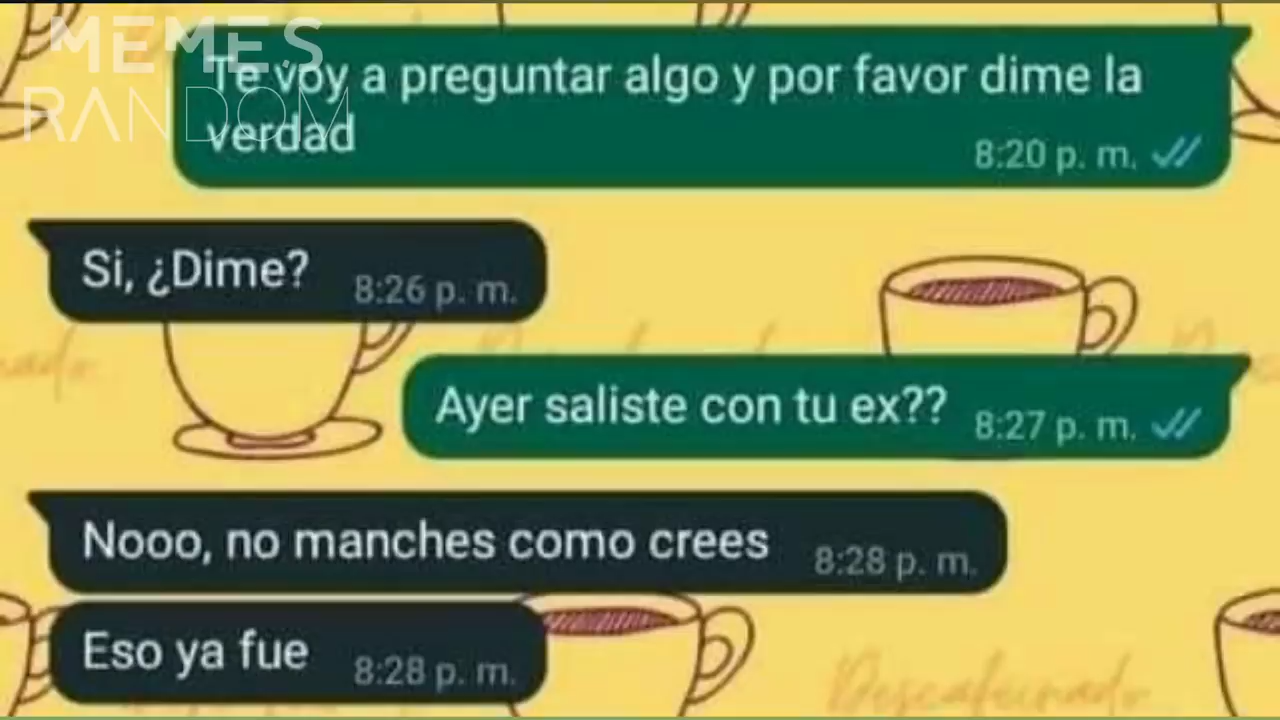 MEMES
RANDOM
Te voy a preguntar algo y por favor dime la
verdad
8:20 p. m.
Si, ¿Dime?
8:26 p. m.
Ayer saliste con tu ex??
8:27 p. m.
Nooo, no manches como crees
8:28 p. m.
Eso ya fue
8:28 p. m.
Descafeinado